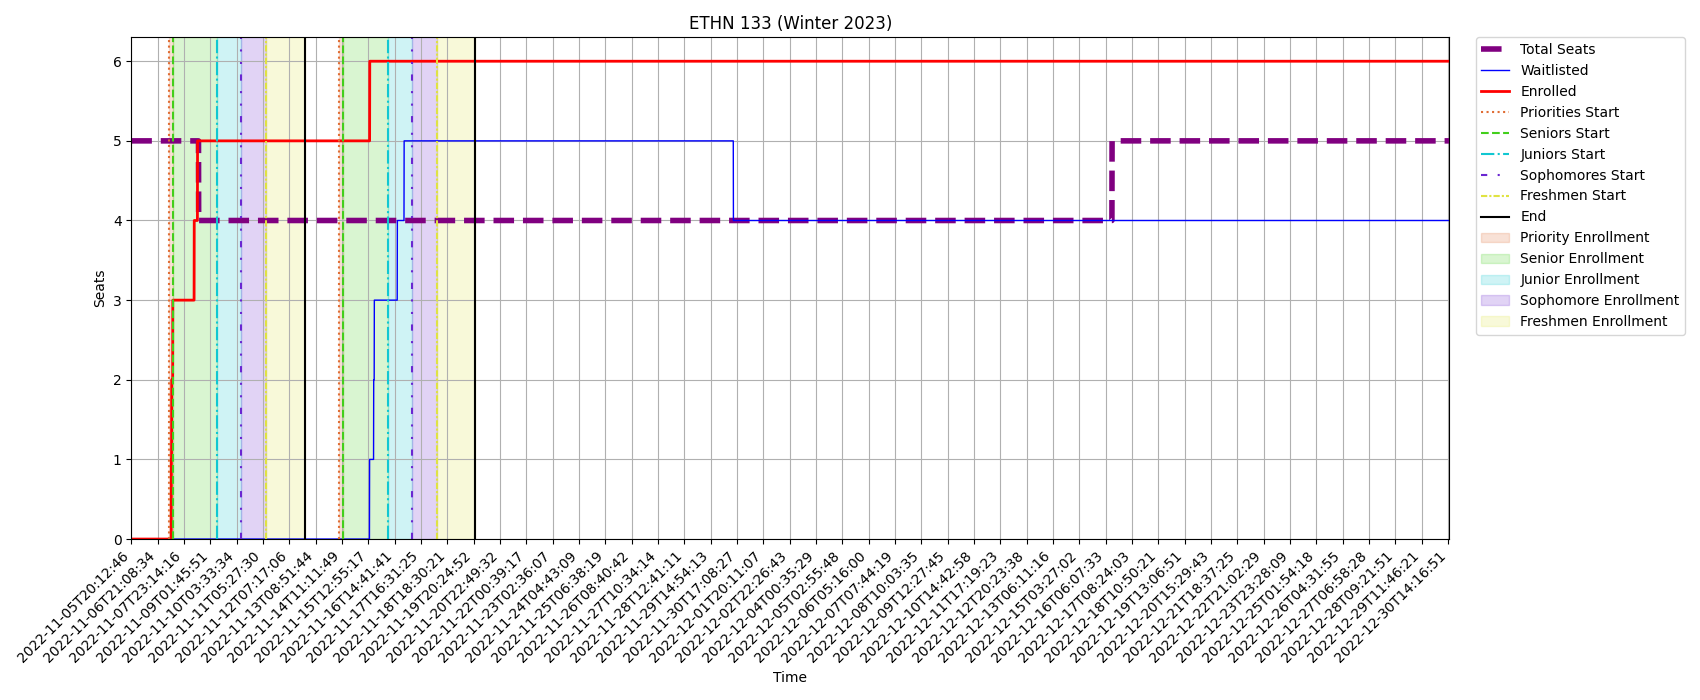 ETHN 133 (Winter 2023)
Seats
6
5
4
3
2
1
0
2022-11-05T20:12:46
2022-11-06T21:08:34
2022-11-07T23:14:16
2022-11-09T01:45:51
2022-11-10T03:33:34
2022-11-11T05:27:30
2022-11-12T07:17:06
2022-11-13T08:51:44
2022-11-14T11:11:49
2022-11-15T12:55:17
2022-11-16T14:41:41
2022-11-17T16:31:25
2022-11-18T18:30:21
2022-11-19T20:24:52
2022-11-20T22:49:32
2022-11-22T00:39:17
2022-11-23T02:36:07
2022-11-24T04:43:09
2022-11-25T06:38:19
2022-11-26T08:40:42
2022-11-27T10:34:14
2022-11-28T12:41:11
2022-11-29T14:54:13
2022-11-30T17:08:27
2022-12-01T20:11:07
2022-12-02T22:26:43
2022-12-04T00:35:29
2022-12-05T02:55:48
2022-12-06T05:16:00
2022-12-07T07:44:19
2022-12-08T10:03:35
2022-12-09T12:27:45
2022-12-10T14:42:58
2022-12-11T17:19:23
2022-12-12T20:23:38
2022-12-13T06:11:16
2022-12-15T03:27:02
2022-12-16T06:07:33
2022-12-17T08:24:03
2022-12-18T10:50:21
2022-12-19T13:06:51
2022-12-20T15:29:43
2022-12-21T18:37:25
2022-12-22T21:02:29
2022-12-23T23:28:09
2022-12-25T01:54:18
2022-12-26T04:31:55
2022-12-27T06:58:28
2022-12-28T09:21:51
2022-12-29T11:46:21
2022-12-30T14:16:51
Time
Total Seats
Waitlisted
Enrolled
Priorities Start
Seniors Start
Juniors Start
Sophomores Start
Freshmen Start
End
Priority Enrollment
Senior Enrollment
Junior Enrollment
Sophomore Enrollment
Freshmen Enrollment